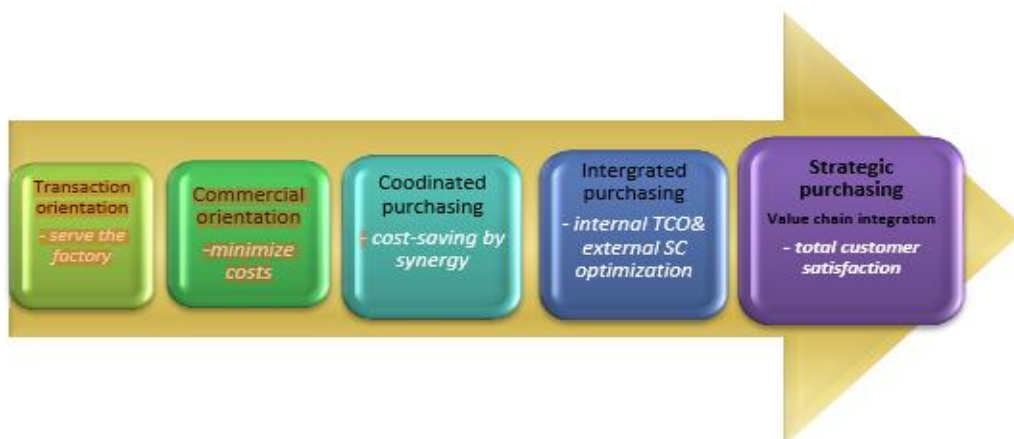 Transaction
orientation
- serve the
factory
Commercial
orientation
-minimize
costs
Coodinated
purchasing
- cost-saving by
synergy
Intergrated
purchasing
- internal TCO&
external SC
optimization
Strategic
purchasing
Value chain integraton
- total customer
satisfaction